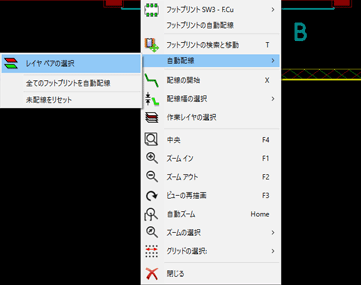 フットプリント SW3 - F.Cu
フットプリントの自動配線
フットプリントの検索と移動 T
自動配線
レイヤ ペアの選択
全てのフットプリントを自動配線
未配線をリセット
配線の開始 X
配線幅の選択
作業レイヤの選択
中央 F4
ズーム イン F1
ズーム アウト F2
ビューの再描画 F3
自動ズーム Home
ズームの選択
グリッドの選択:
閉じる
B